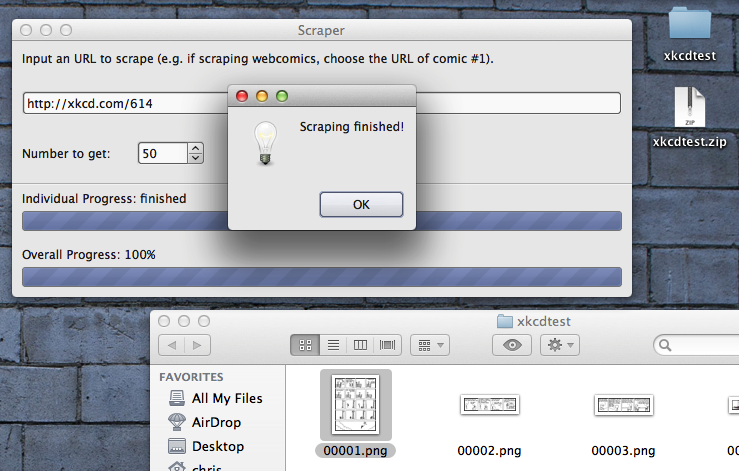 Scraper
Input an URL to scrape (e.g. if scraping webcomics, choose the URL of comic #1).
http://xkcd.com/614
Number to get: 50
Scraping finished!
OK
Individual Progress: finished
Overall Progress: 100%
xkcdtest
ZIP
xkcdtest.zip
xkcdtest
FAVORITES
All My Files
AirDrop
Desktop
chris
00001.png
00002.png
00003.png